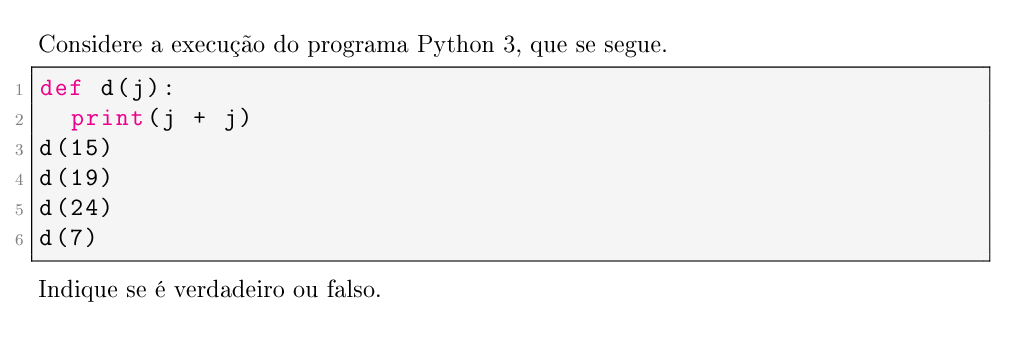 Considere a execução do programa Python 3, que se segue.
1 def d(j):
2   print(j + j)
3 d(15)
4 d(19)
5 d(24)
6 d(7)
Indique se é verdadeiro ou falso.